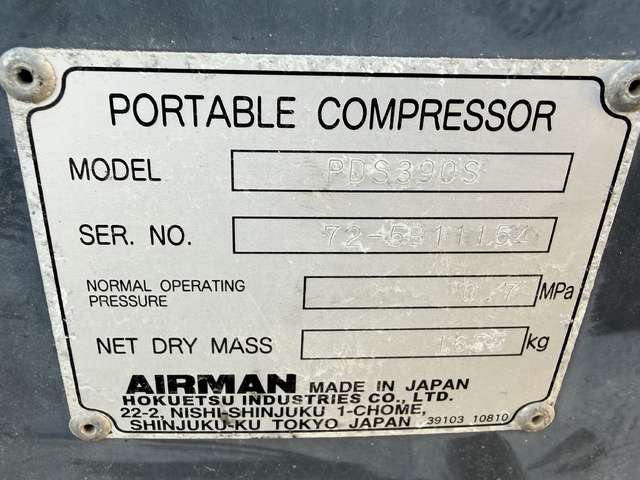 PORTABLE COMPRESSOR
MODEL PDS390S
SER. NO.
NORMAL OPERATING
PRESSURE 0.7 MPa
NET DRY MASS kg
AIRMAN MADE IN JAPAN
HOKUETSU INDUSTRIES CO., LTD.
22-2, NISHI-SHINJUKU 1-CHOME,
SHINJUKU-KU TOKYO JAPAN 39103 10810